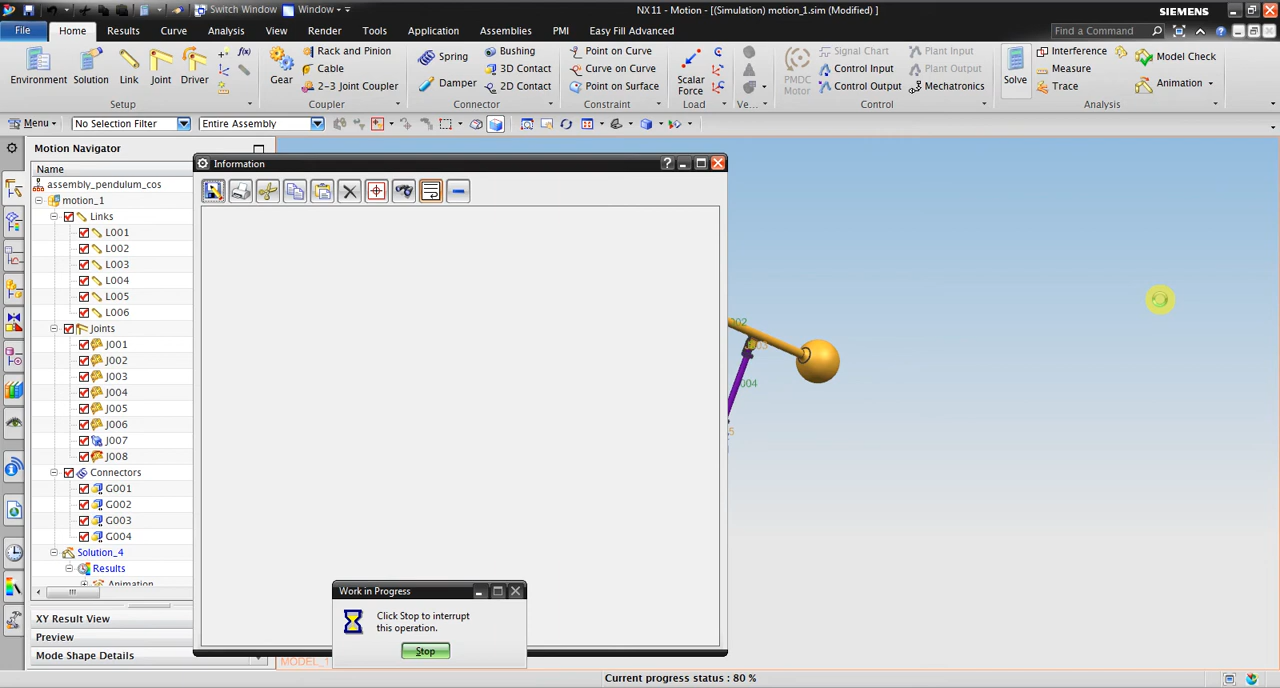 Switch Window Window
NX 11 - Motion - [(Simulation) motion_1.sim (Modified) ]
SIEMENS
File Home Results Curve Analysis View Render Tools Application Assemblies PMI Easy Fill Advanced
Find a Command
Environment Solution Link Joint Driver
f(x)
Setup
Gear
Rack and Pinion
Cable
2-3 Joint Coupler
Coupler
Spring
Damper
Bushing
3D Contact
2D Contact
Connector
Point on Curve
Curve on Curve
Point on Surface
Constraint
Scalar Force
Load
Ve...
PMDC Motor
Signal Chart
Control Input
Control Output
Plant Input
Plant Output
Mechatronics
Control
Solve
Interference
Measure
Trace
Model Check
Animation
Analysis
Menu
No Selection Filter
Entire Assembly
Motion Navigator
Name
assembly_pendulum_cos
motion_1
Links
L001
L002
L003
L004
L005
L006
Joints
J001
J002
J003
J004
J005
J006
J007
J008
Connectors
G001
G002
G003
G004
Solution_4
Results
Animation
XY Result View
Preview
Mode Shape Details
Information
Work in Progress
Click Stop to interrupt
this operation.
Stop
002
004
MODEL_1
Current progress status : 80 %